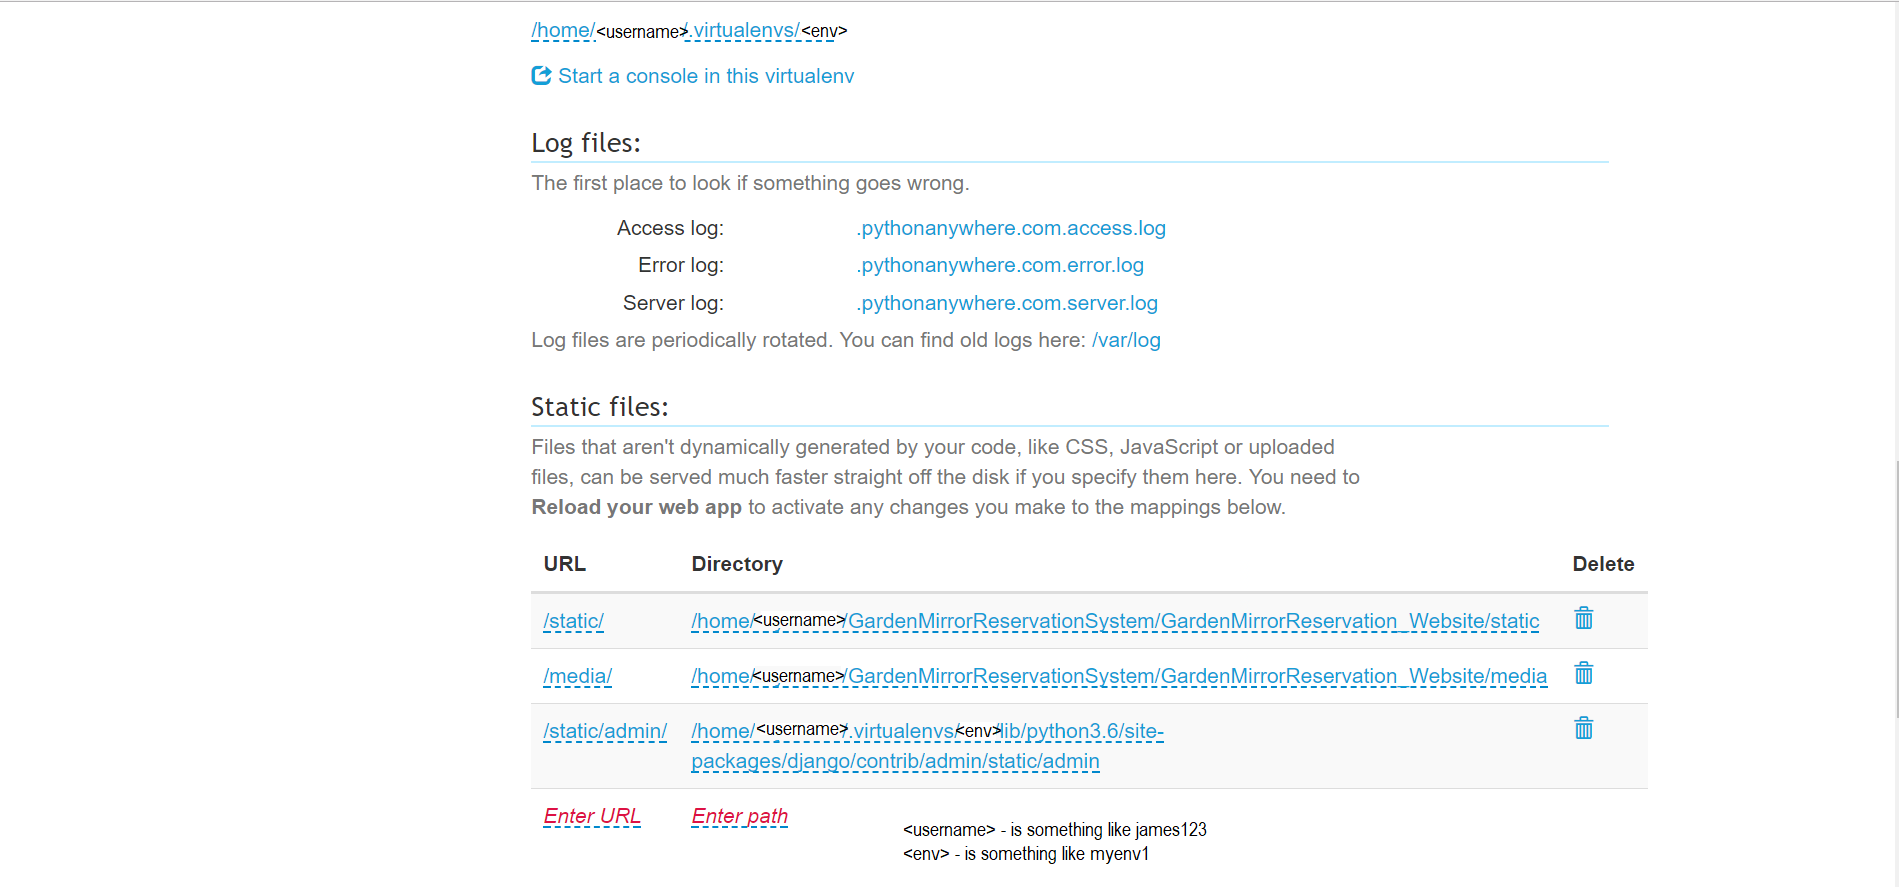 /home/<username>/.virtualenvs/<env>
Start a console in this virtualenv
Log files:
The first place to look if something goes wrong.
Access log: .pythonanywhere.com.access.log
Error log: .pythonanywhere.com.error.log
Server log: .pythonanywhere.com.server.log
Log files are periodically rotated. You can find old logs here: /var/log
Static files:
Files that aren't dynamically generated by your code, like CSS, JavaScript or uploaded
files, can be served much faster straight off the disk if you specify them here. You need to
Reload your web app to activate any changes you make to the mappings below.
URL Directory Delete
/static/ /home/<username>/GardenMirrorReservationSystem/GardenMirrorReservation_Website/static
/media/ /home/<username>/GardenMirrorReservationSystem/GardenMirrorReservation_Website/media
/static/admin/ /home/<username>/.virtualenvs/<env>/lib/python3.6/site-
packages/django/contrib/admin/static/admin
Enter URL Enter path
<username> - is something like james123
<env> - is something like myenv1